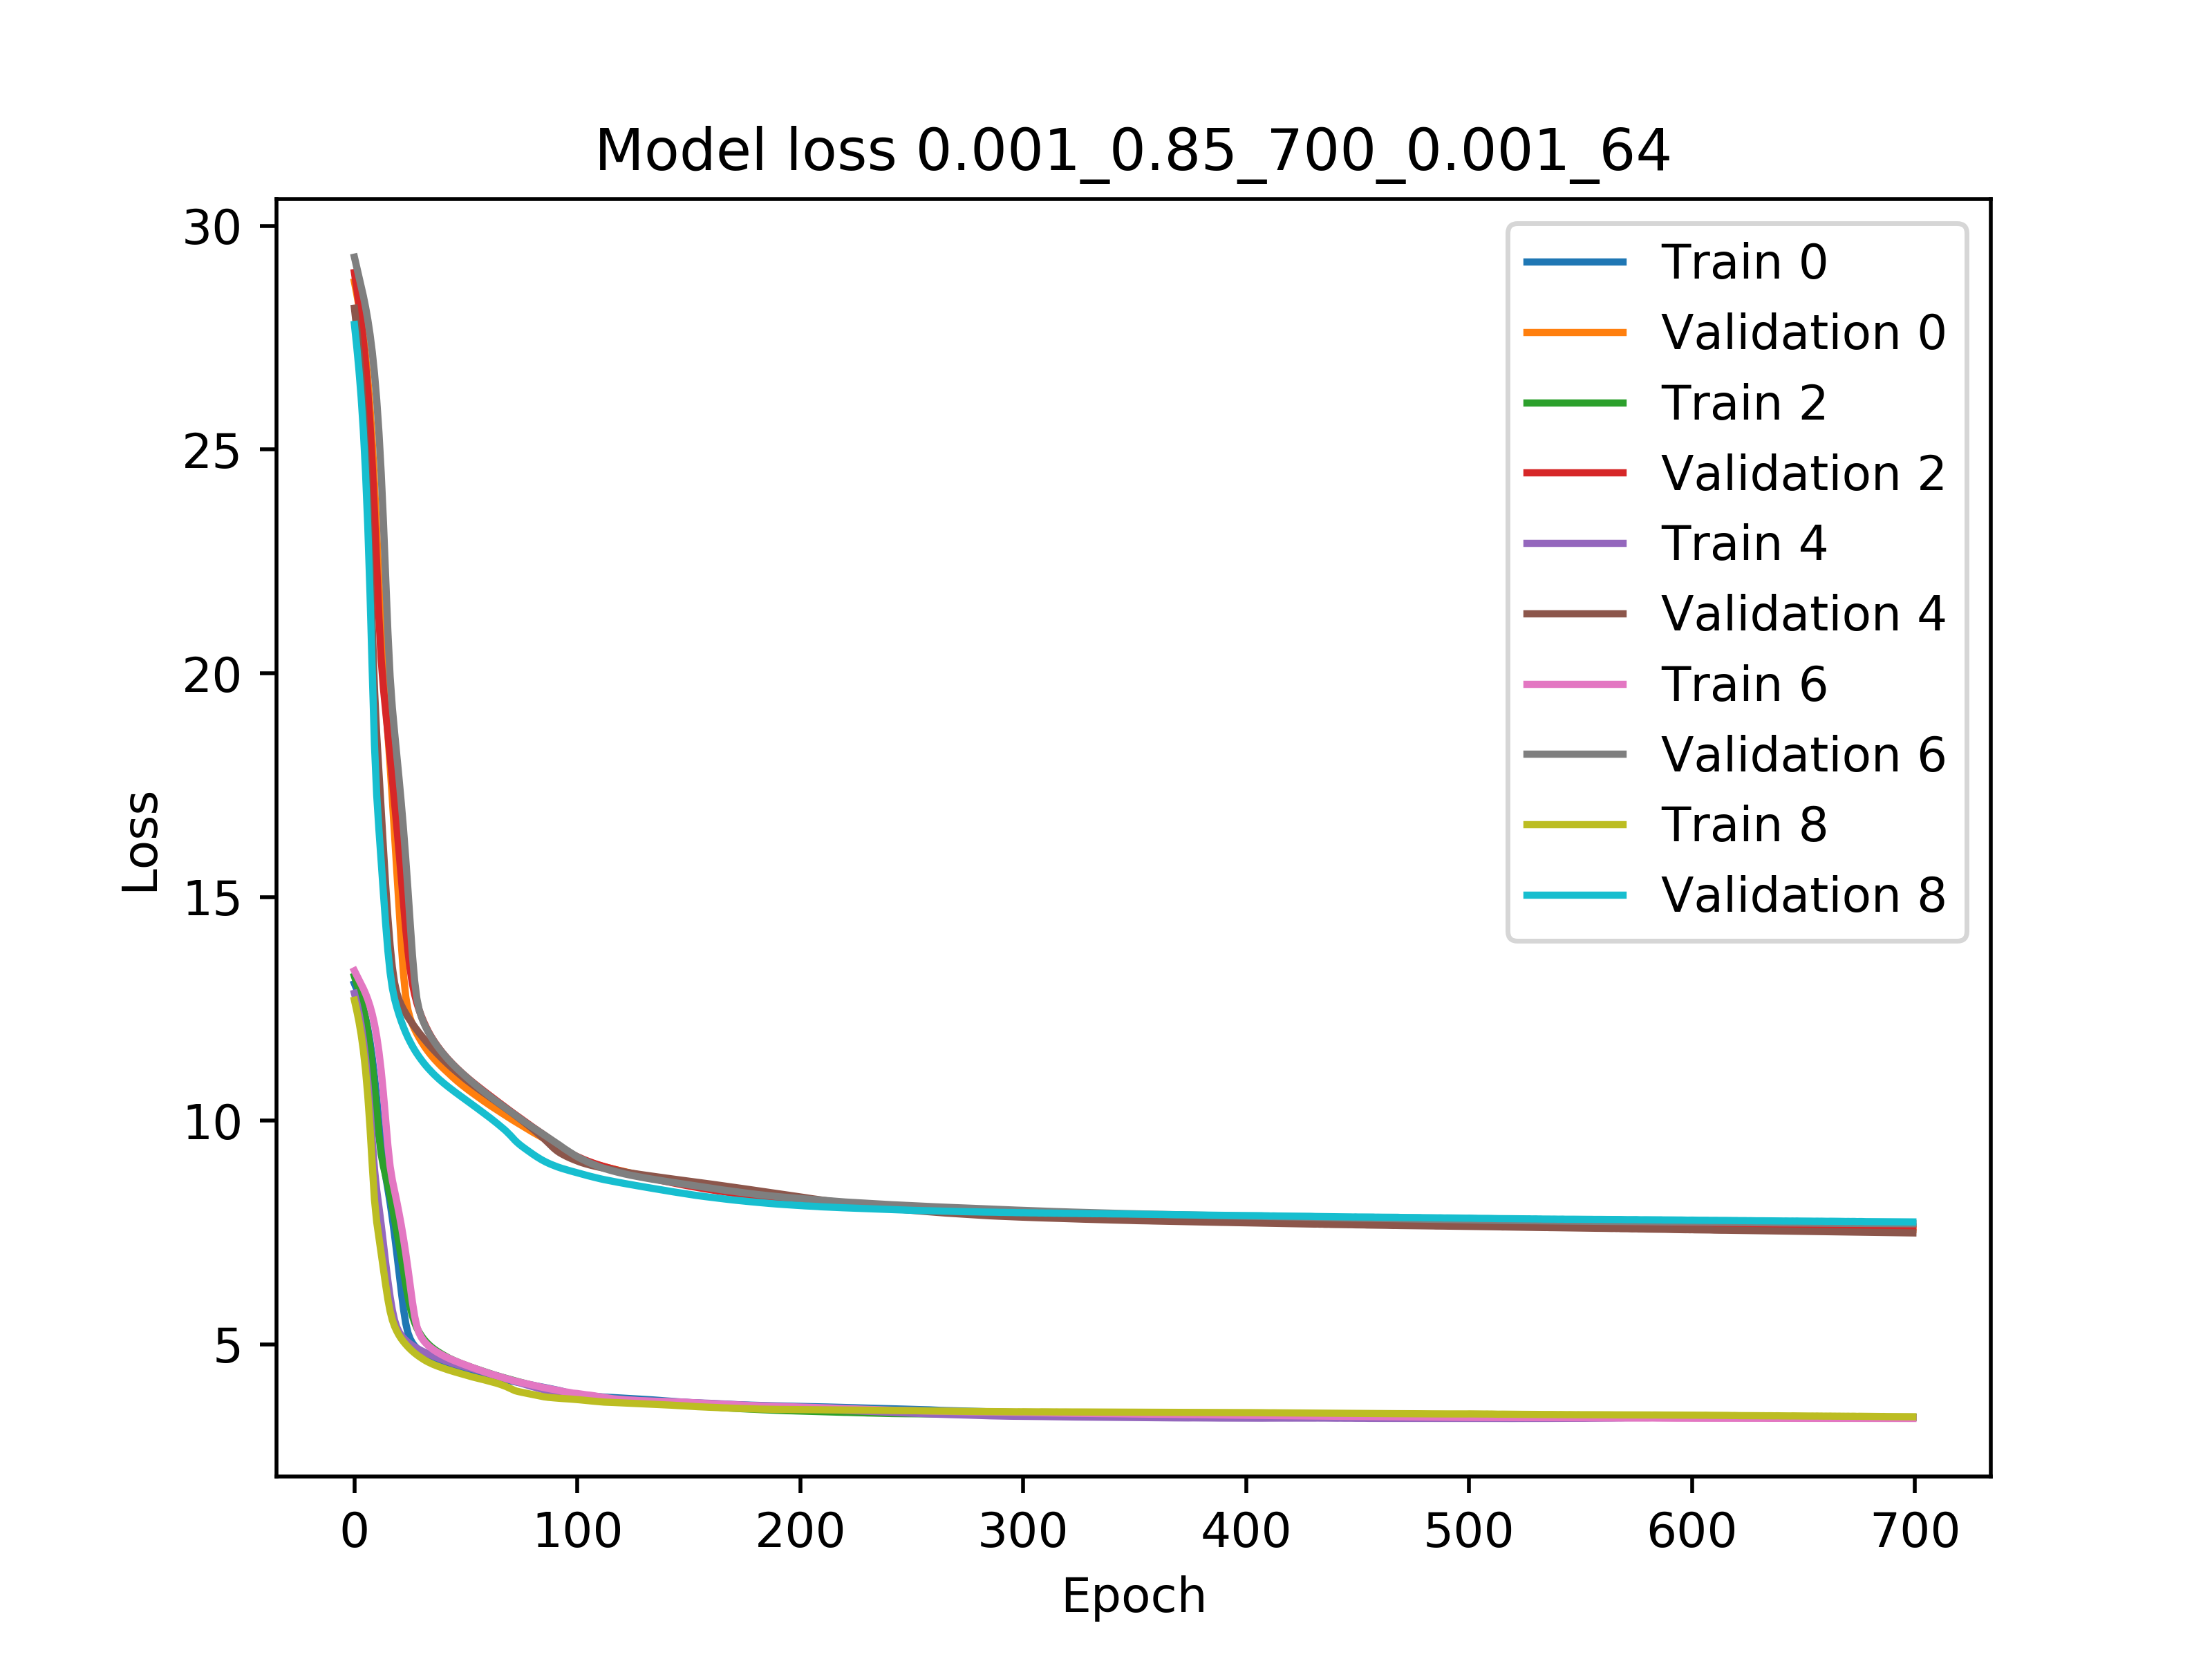 Model loss 0.001_0.85_700_0.001_64
30
25
20
15
10
5
Loss
Train 0
Validation 0
Train 2
Validation 2
Train 4
Validation 4
Train 6
Validation 6
Train 8
Validation 8
0 100 200 300 400 500 600 700
Epoch